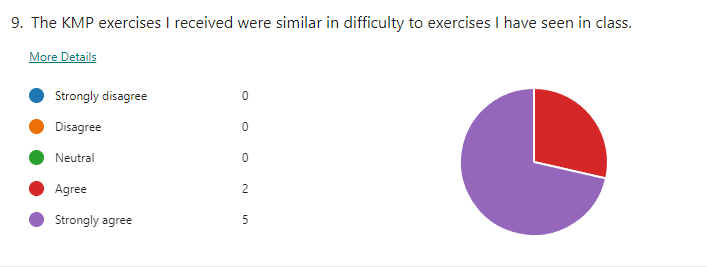 9. The KMP exercises I received were similar in difficulty to exercises I have seen in class.
More Details
Strongly disagree 0
Disagree 0
Neutral 0
Agree 2
Strongly agree 5